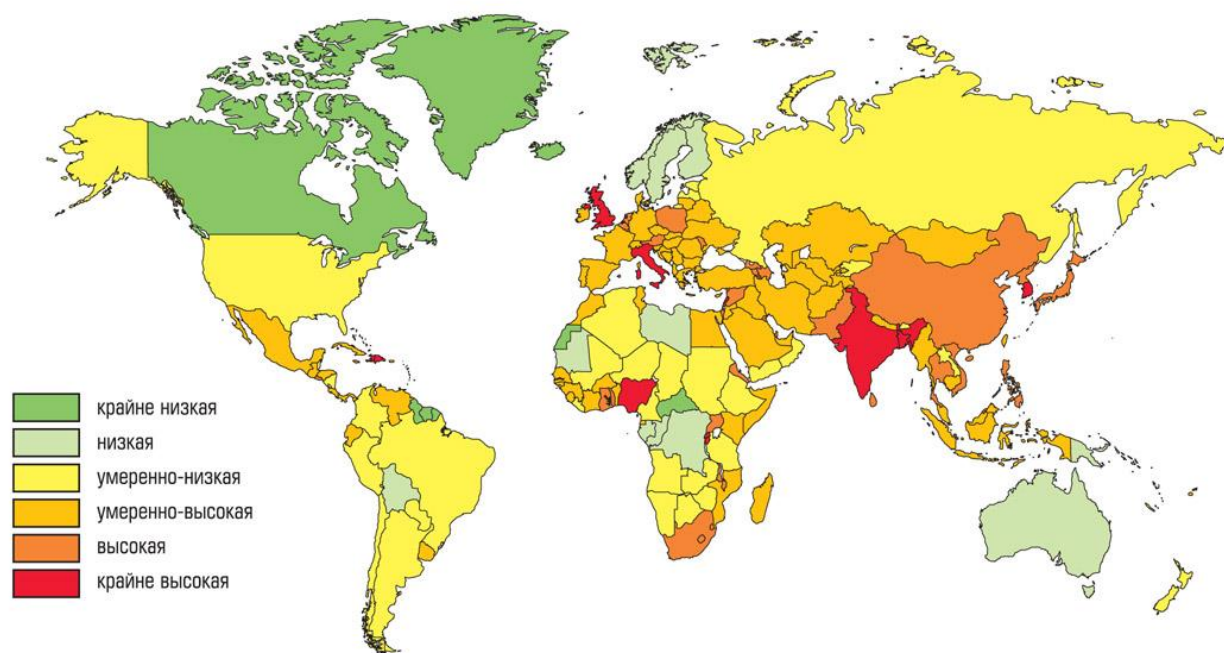 крайне низкая
низкая
умеренно-низкая
умеренно-высокая
высокая
крайне высокая